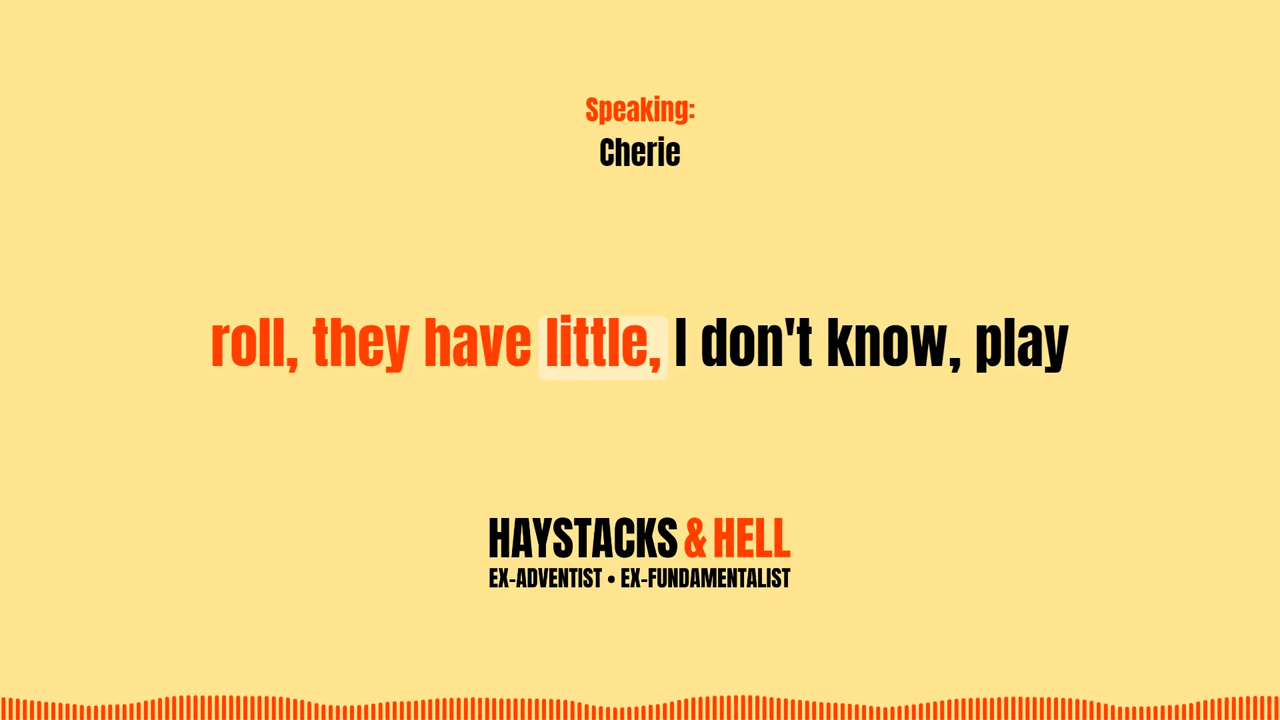 Speaking:
Cherie
roll, they have little, I don't know, play
HAYSTACKS & HELL
EX-ADVENTIST • EX-FUNDAMENTALIST